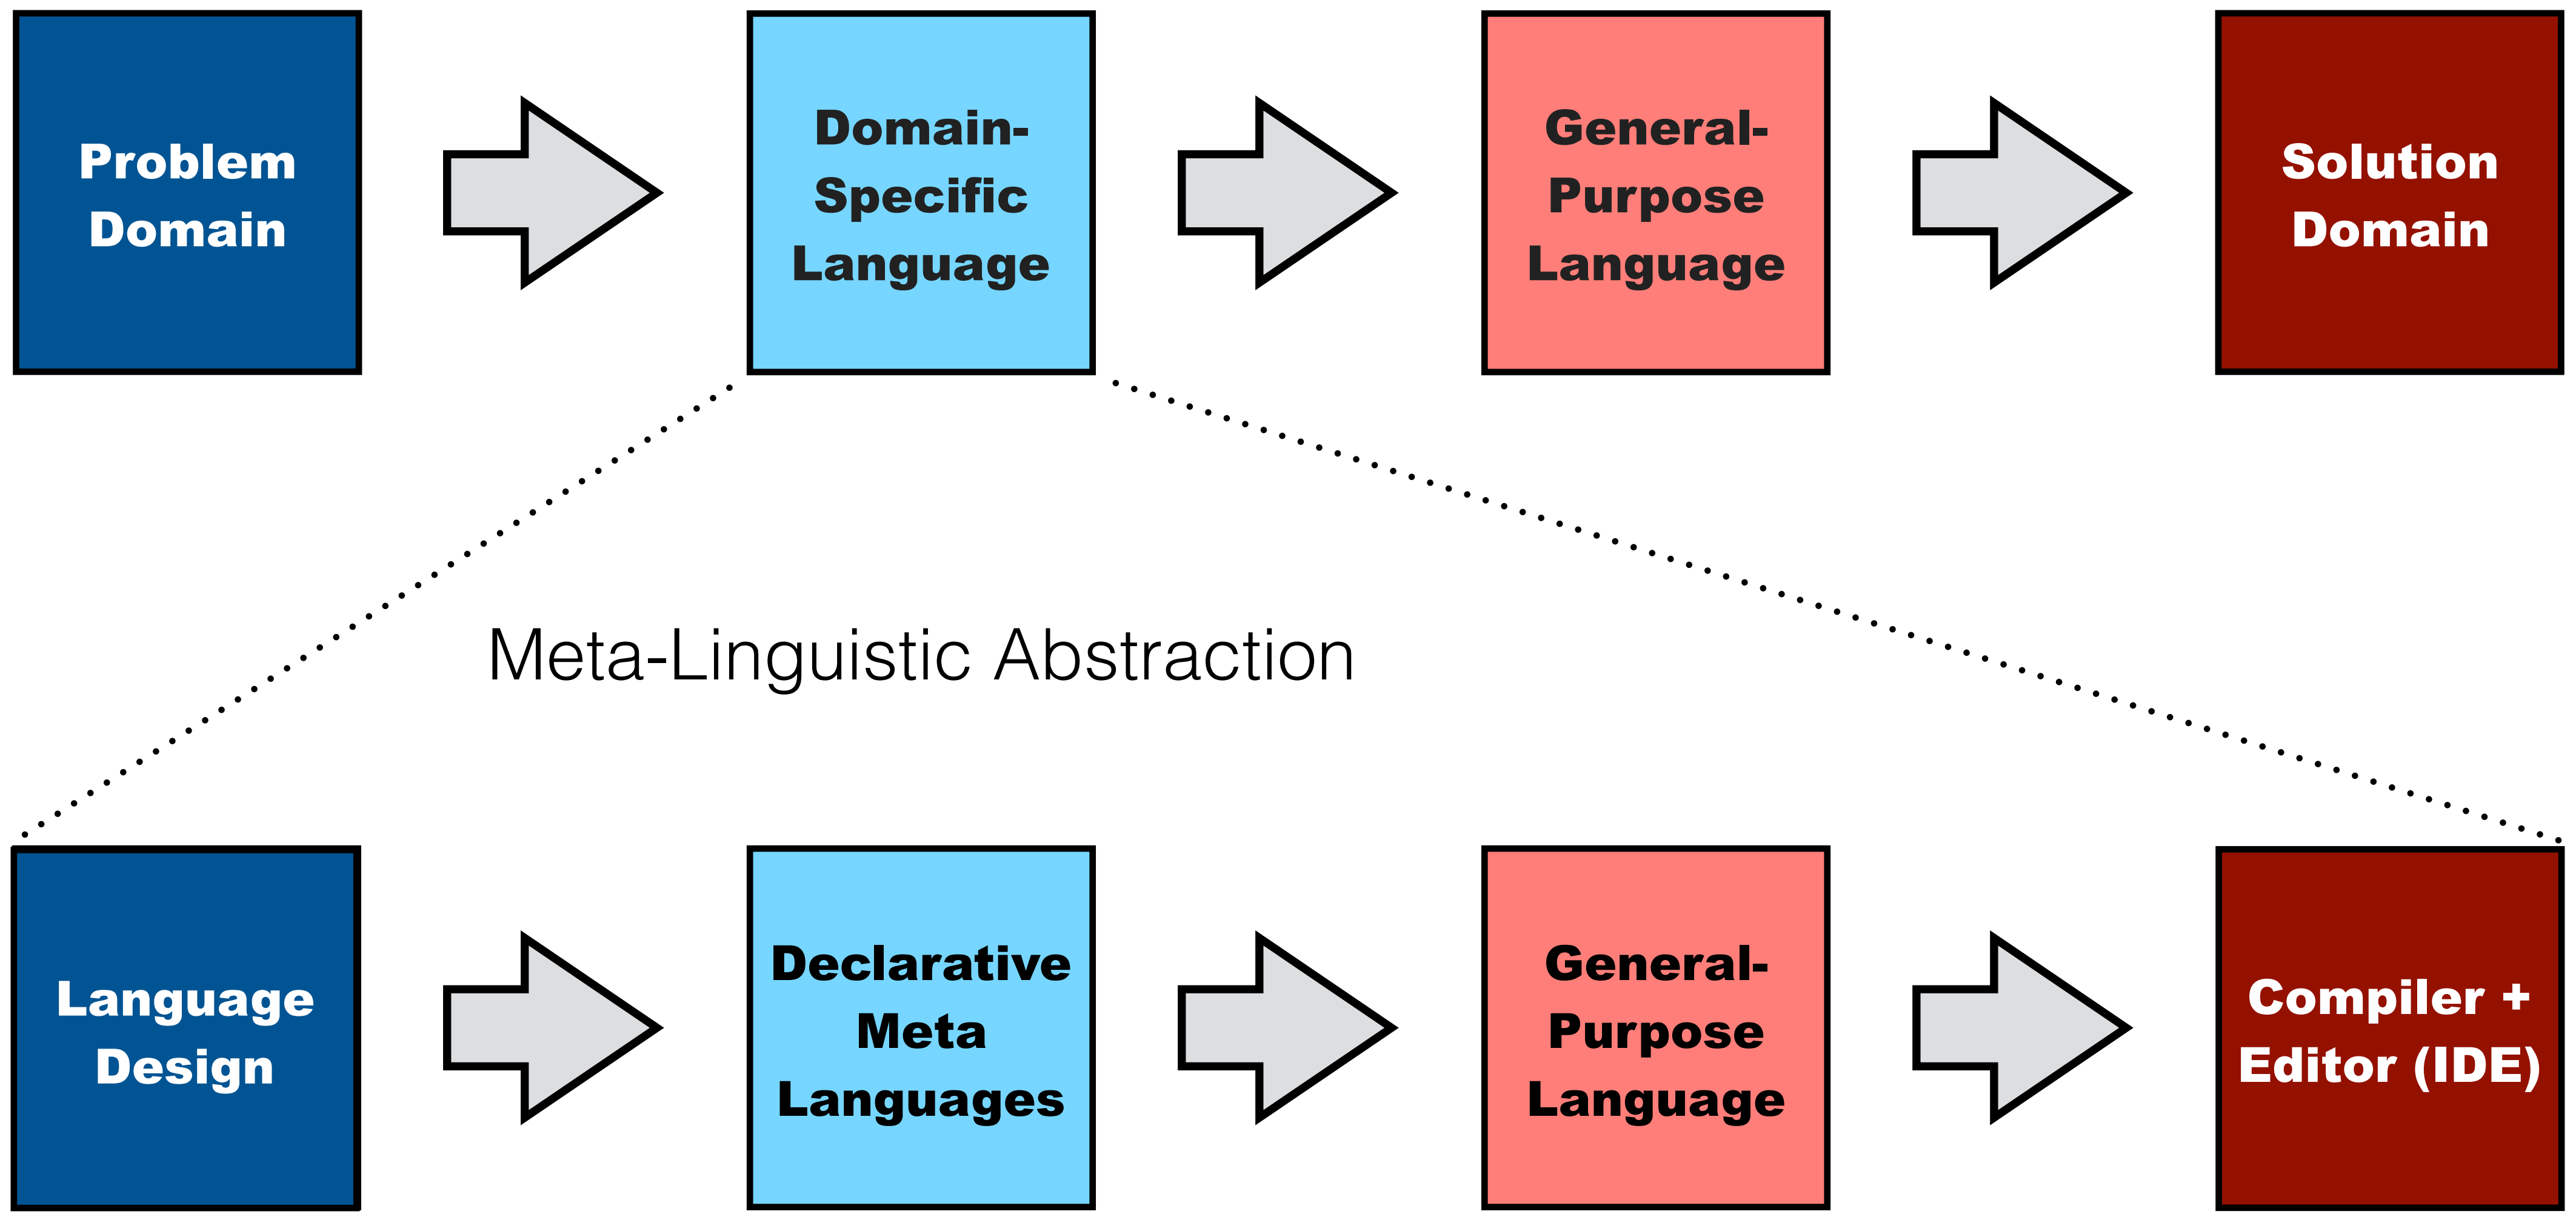 Problem
Domain
Domain-
Specific
Language
General-
Purpose
Language
Solution
Domain
Meta-Linguistic Abstraction
Language
Design
Declarative
Meta
Languages
General-
Purpose
Language
Compiler +
Editor (IDE)